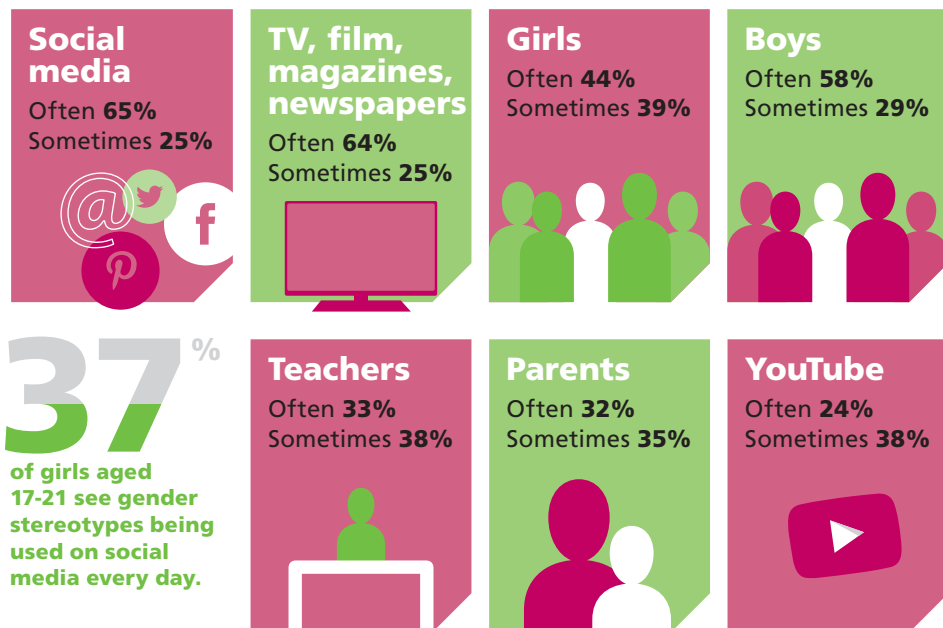 Social
media
Often 65%
Sometimes 25%
TV, film,
magazines,
newspapers
Often 64%
Sometimes 25%
Girls
Often 44%
Sometimes 39%
Boys
Often 58%
Sometimes 29%
@
f
37%
of girls aged
17-21 see gender
stereotypes being
used on social
media every day.
Teachers
Often 33%
Sometimes 38%
Parents
Often 32%
Sometimes 35%
YouTube
Often 24%
Sometimes 38%